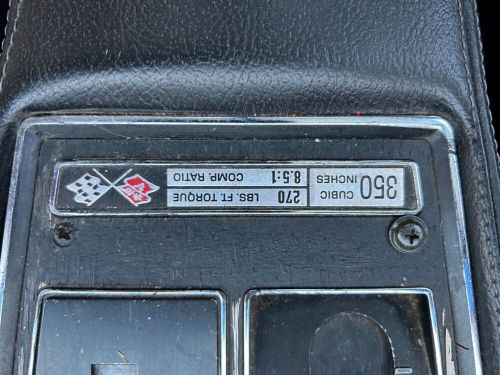 350 CUBIC INCHES
270 LBS. FT. TORQUE
8.5:1 COMP. RATIO